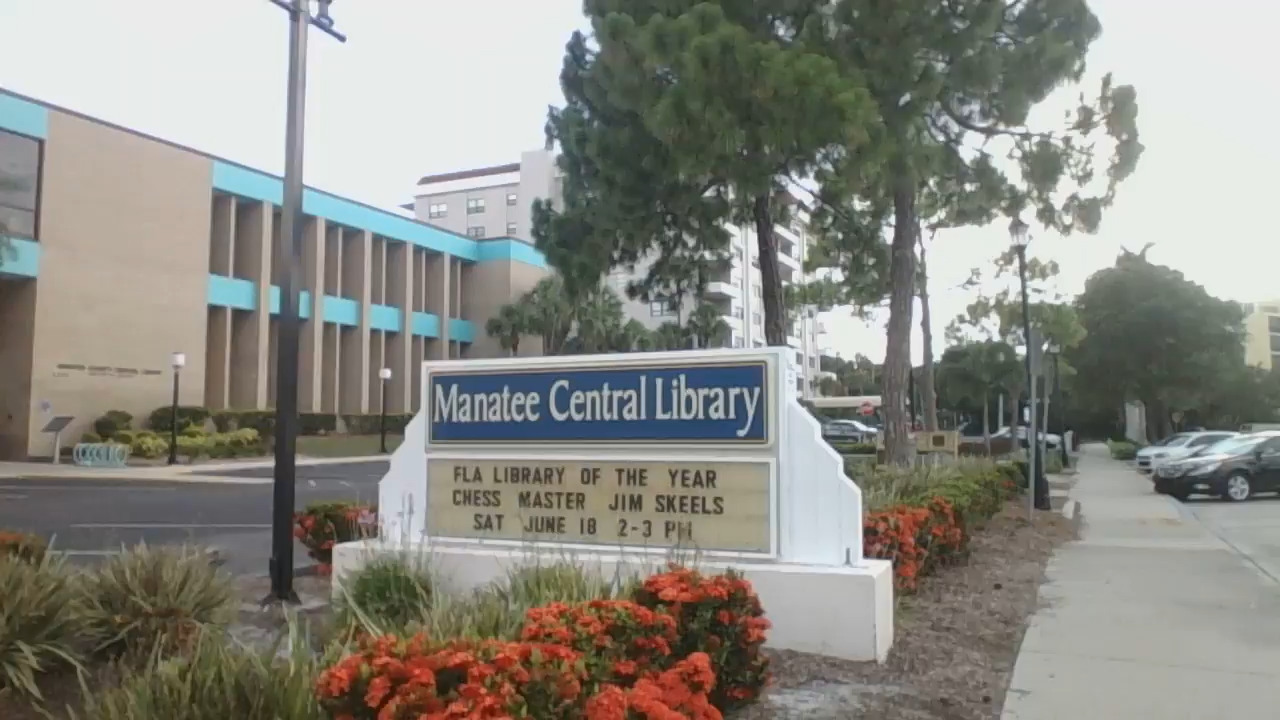 Manatee Central Library
FLA LIBRARY OF THE YEAR
CHESS MASTER JIM SKEELS
SAT JUNE 18 2-3 PM